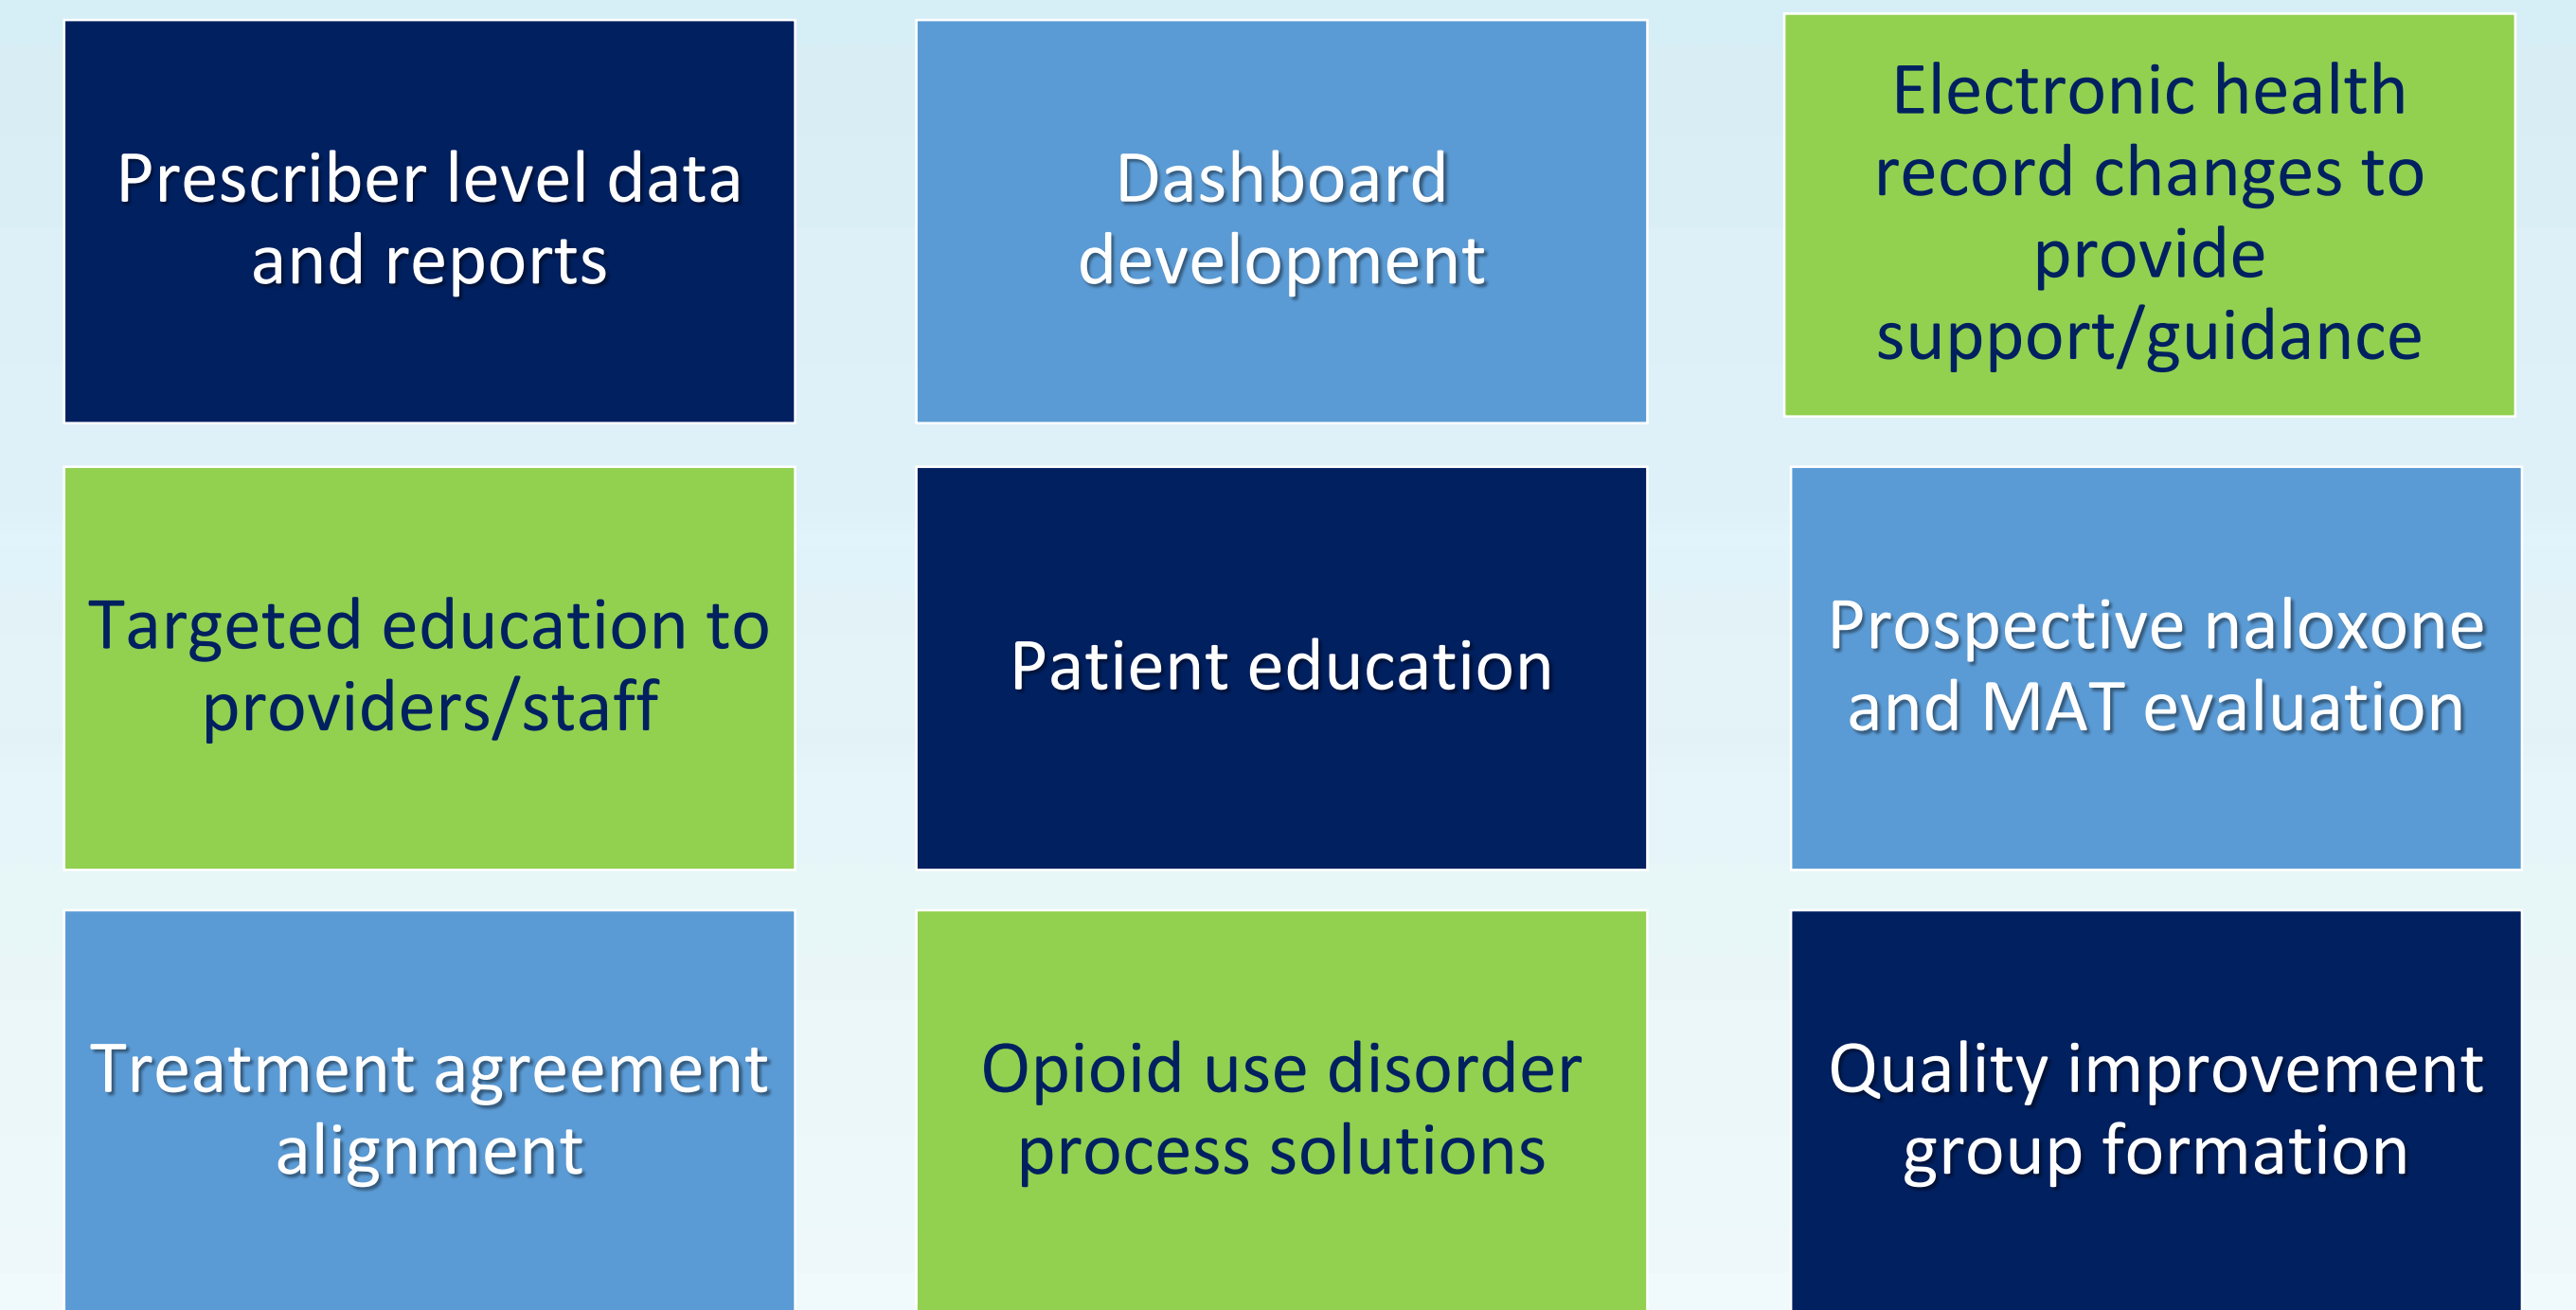 Prescriber level data
and reports
Dashboard
development
Electronic health
record changes to
provide
support/guidance
Targeted education to
providers/staff
Patient education
Prospective naloxone
and MAT evaluation
Treatment agreement
alignment
Opioid use disorder
process solutions
Quality improvement
group formation